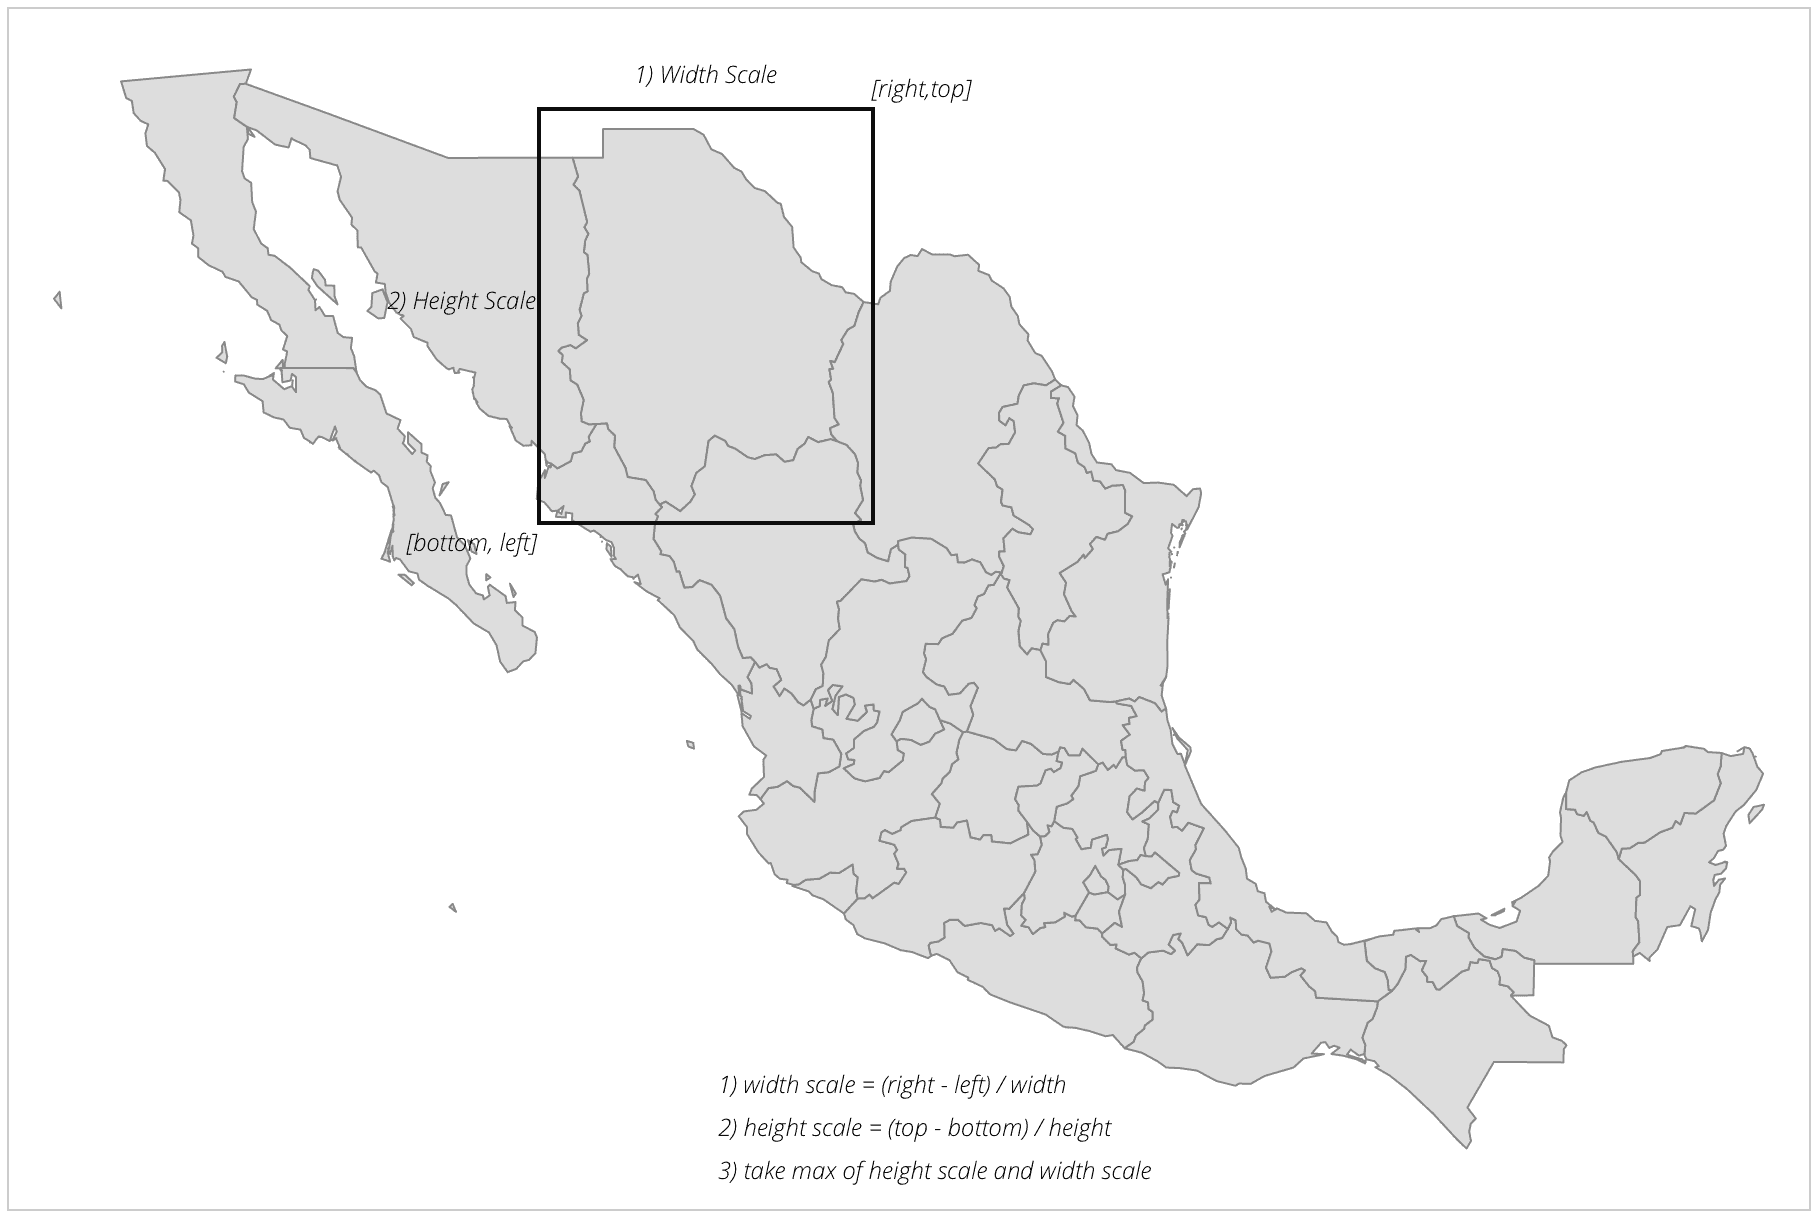 1) Width Scale
[right,top]
2) Height Scale
[bottom, left]
1) width scale = (right - left) / width
2) height scale = (top - bottom) / height
3) take max of height scale and width scale